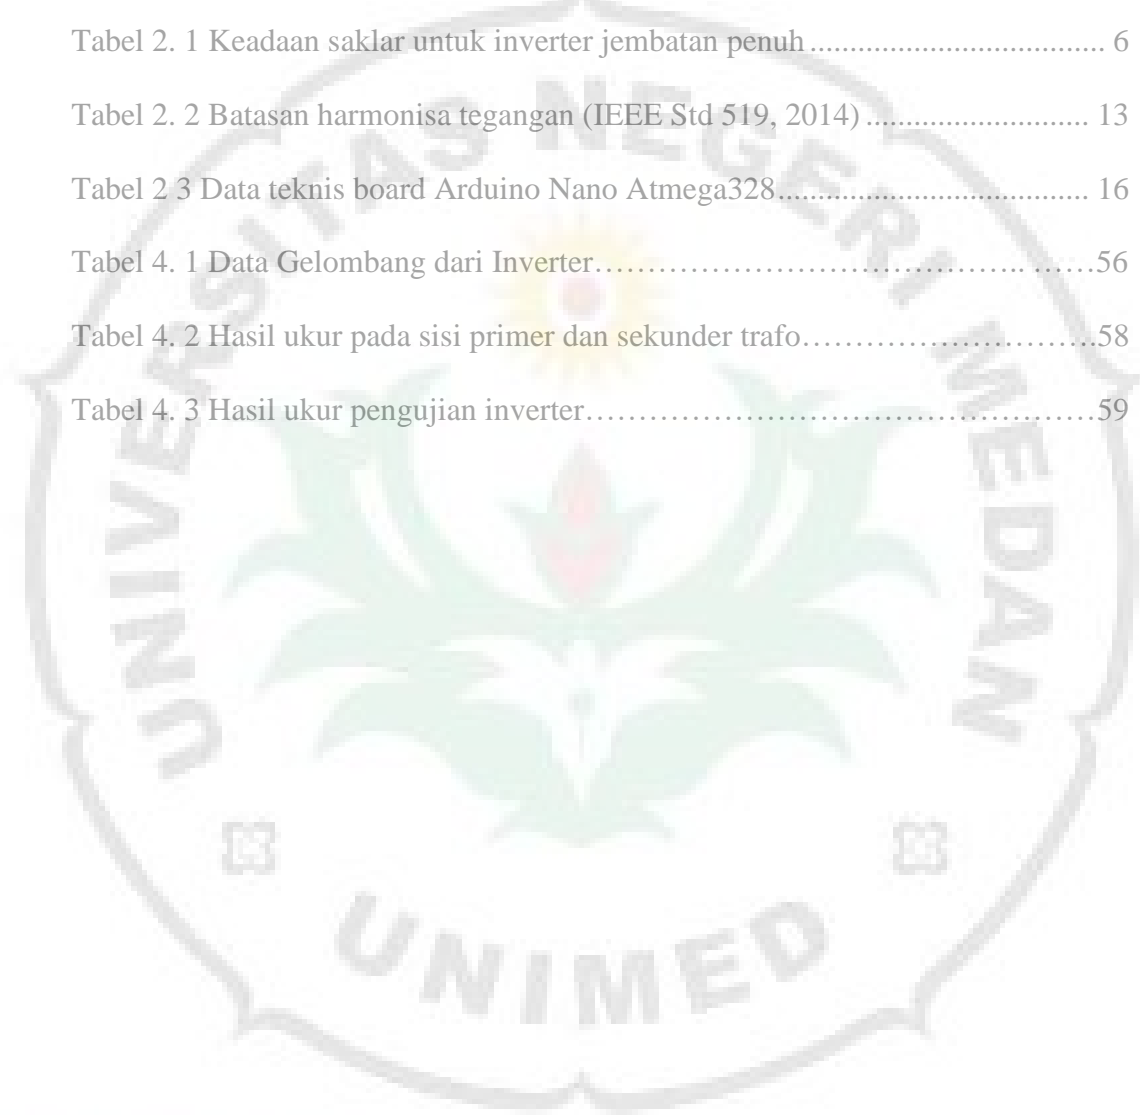 Tabel 2. 1 Keadaan saklar untuk inverter jembatan penuh .................................. 6
Tabel 2. 2 Batasan harmonisa tegangan (IEEE Std 519, 2014) .......................... 13
Tabel 2 3 Data teknis board Arduino Nano Atmega328.................................... 16
Tabel 4. 1 Data Gelombang dari Inverter…………………………………….. ……56
Tabel 4. 2 Hasil ukur pada sisi primer dan sekunder trafo……………………….58
Tabel 4. 3 Hasil ukur pengujian inverter…………………………………………59
UNIVERSITAS NEGERI MEDAN
UNIMED